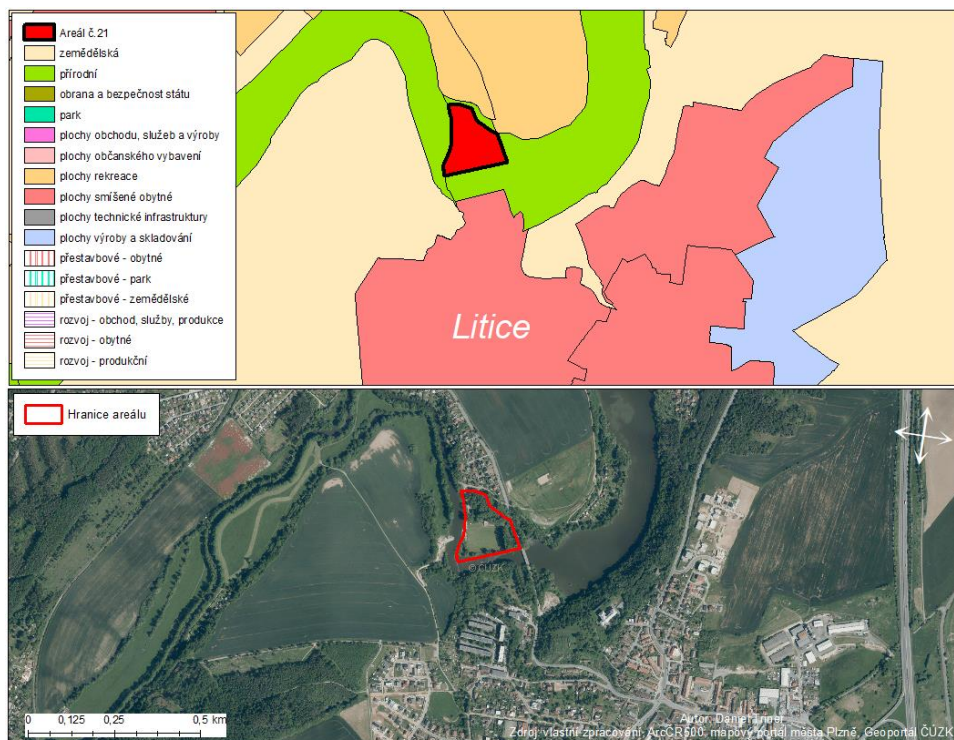 Areál č.21
zemědělská
přírodní
obrana a bezpečnost státu
park
plochy obchodu, služeb a výroby
plochy občanského vybavení
plochy rekreace
plochy smíšené obytné
plochy technické infrastruktury
plochy výroby a skladování
přestavbové - obytné
přestavbové - park
přestavbové - zemědělské
rozvoj - obchod, služby, produkce
rozvoj - obytné
rozvoj - produkční
Litice
Hranice areálu
© ČÚZK
0 0,125 0,25 0,5 km
Autor: Daniel
Zdroj: vlastní zpracování, ArcČR500, mapový portál města Plzně, Geoportál ČÚZK